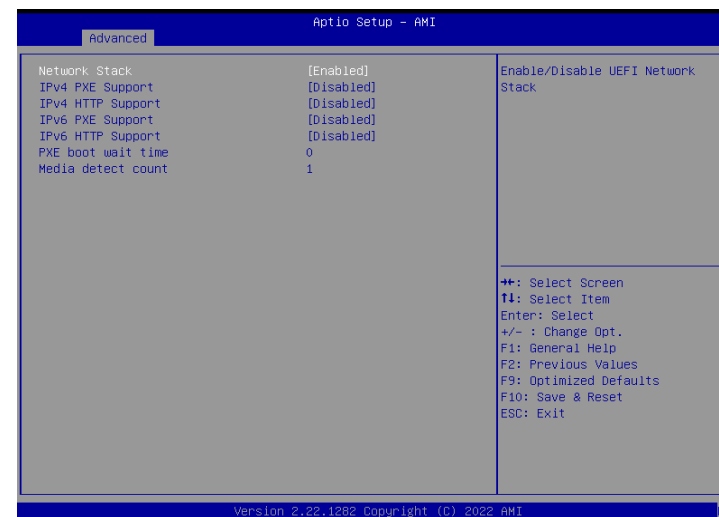 Aptio Setup – AMI
Advanced
Network Stack [Enabled]
IPv4 PXE Support [Disabled]
IPv4 HTTP Support [Disabled]
IPv6 PXE Support [Disabled]
IPv6 HTTP Support [Disabled]
PXE boot wait time 0
Media detect count 1
Enable/Disable UEFI Network
Stack
→←: Select Screen
↑↓: Select Item
Enter: Select
+/- : Change Opt.
F1: General Help
F2: Previous Values
F9: Optimized Defaults
F10: Save & Reset
ESC: Exit
Version 2.22.1282 Copyright (C) 2022 AMI